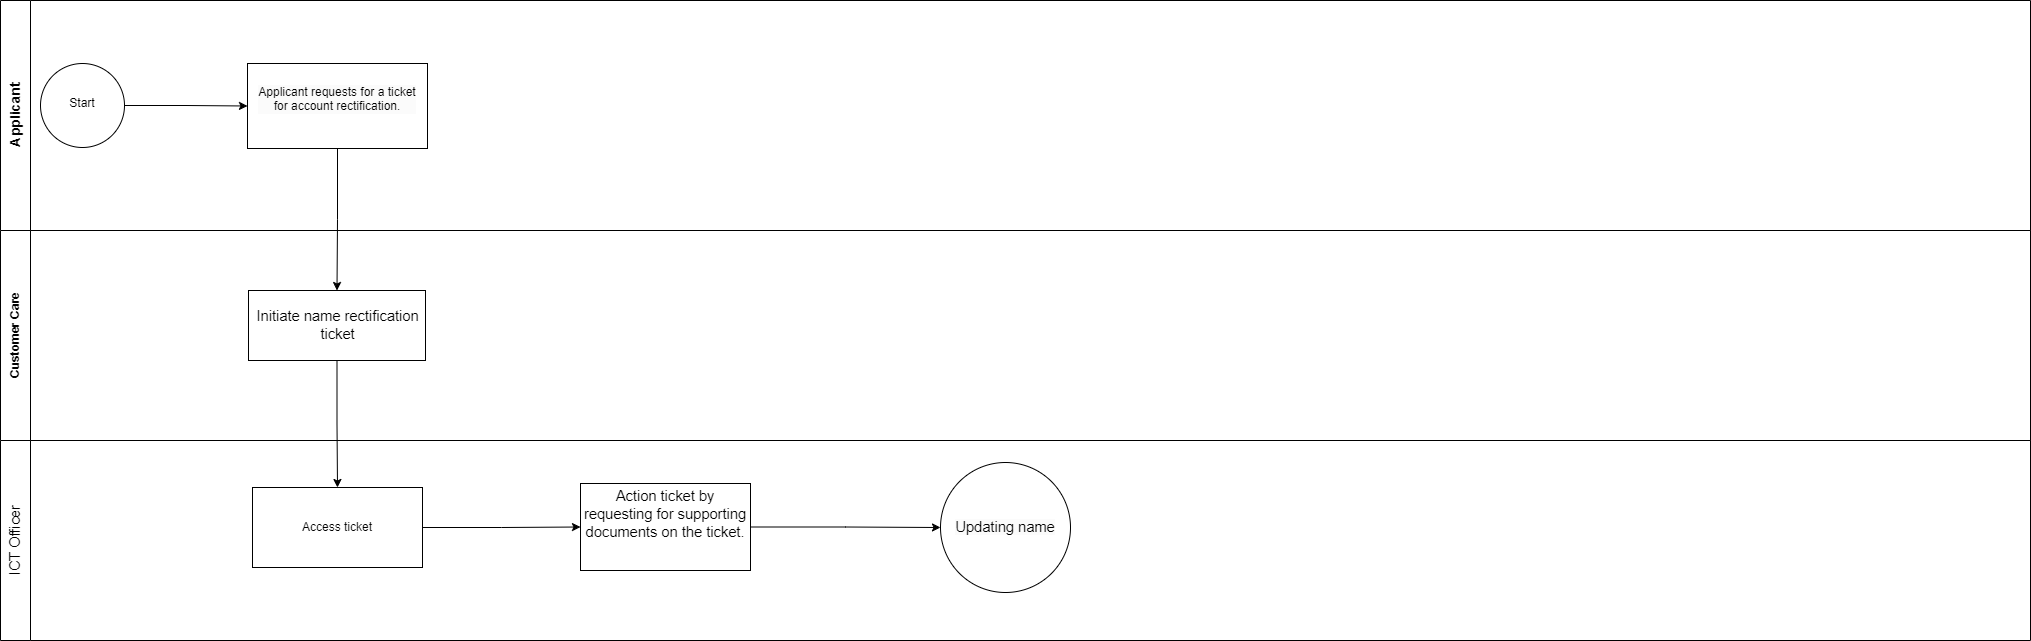 Applicant
Start
Applicant requests for a ticket
for account rectification.
Customer Care
Initiate name rectification
ticket
ICT Officer
Access ticket
Action ticket by
requesting for supporting
documents on the ticket.
Updating name